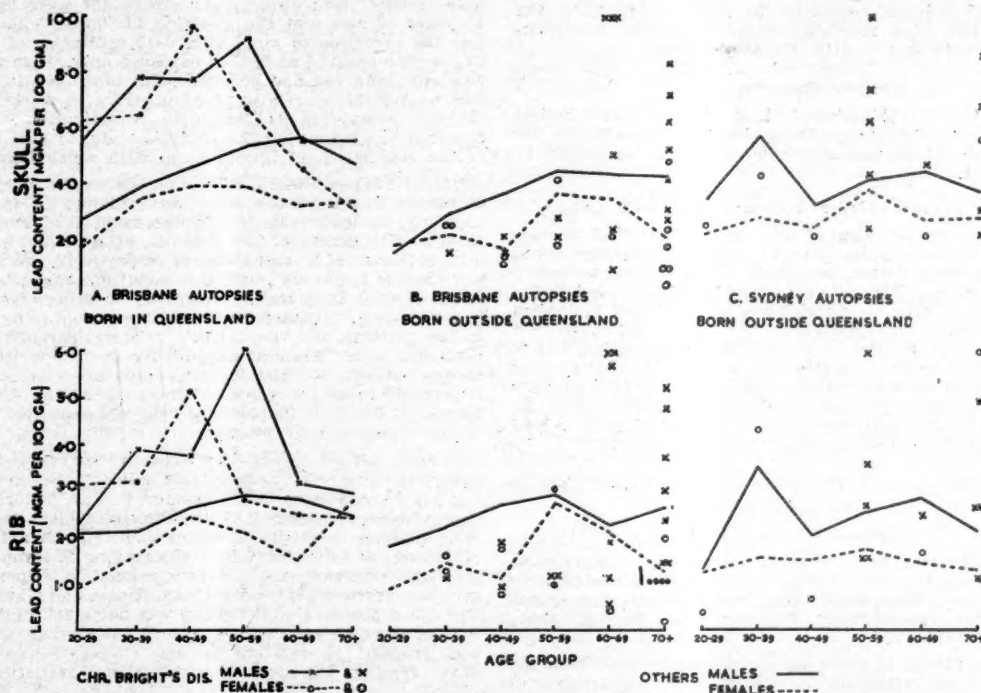 SKULL
LEAD CONTENT/MGM.PER 100 GM.)
10·0
8·0
6·0
4·0
2·0
A. BRISBANE AUTOPSIES
BORN IN QUEENSLAND
B. BRISBANE AUTOPSIES
BORN OUTSIDE QUEENSLAND
C. SYDNEY AUTOPSIES
BORN OUTSIDE QUEENSLAND
RIB
LEAD CONTENT(MGM. PER 100 GM.)
6·0
5·0
4·0
3·0
2·0
1·0
20-29 30-39 40-49 50-59 60-69 70+
20-29 30-39 40-49 50-59 60-69 70+
20-29 30-39 40-49 50-59 60-69 70+
AGE GROUP
CHR. BRIGHT'S DIS. MALES & X
FEMALES & O
OTHERS MALES
FEMALES